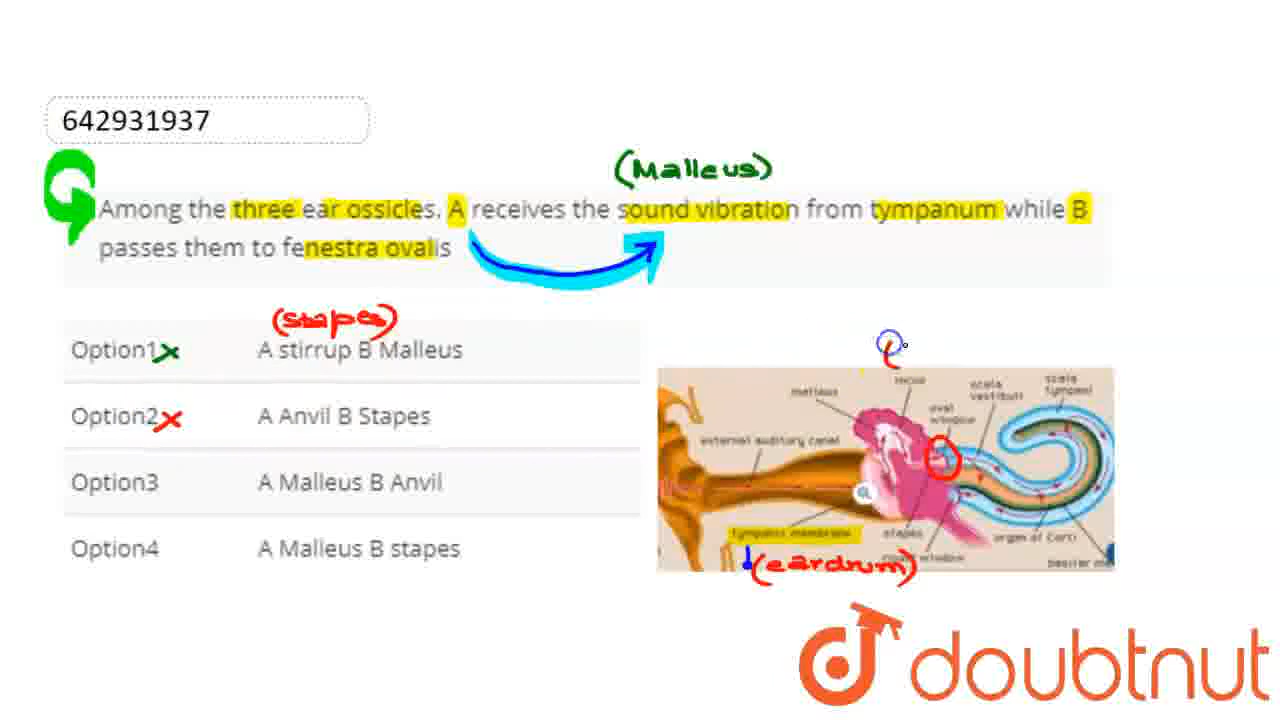 642931937
(Malleus)
Among the three ear ossicles, A receives the sound vibration from tympanum while B
passes them to fenestra ovalis
(stapes)
Option1 A stirrup B Malleus
Option2 A Anvil B Stapes
Option3 A Malleus B Anvil
Option4 A Malleus B stapes
malleus
incus
scala
vestibuli
scala
tympani
oval
window
external auditory canal
tympanic membrane
stapes
organ of Corti
round window
basilar me
(eardrum)
doubtnut